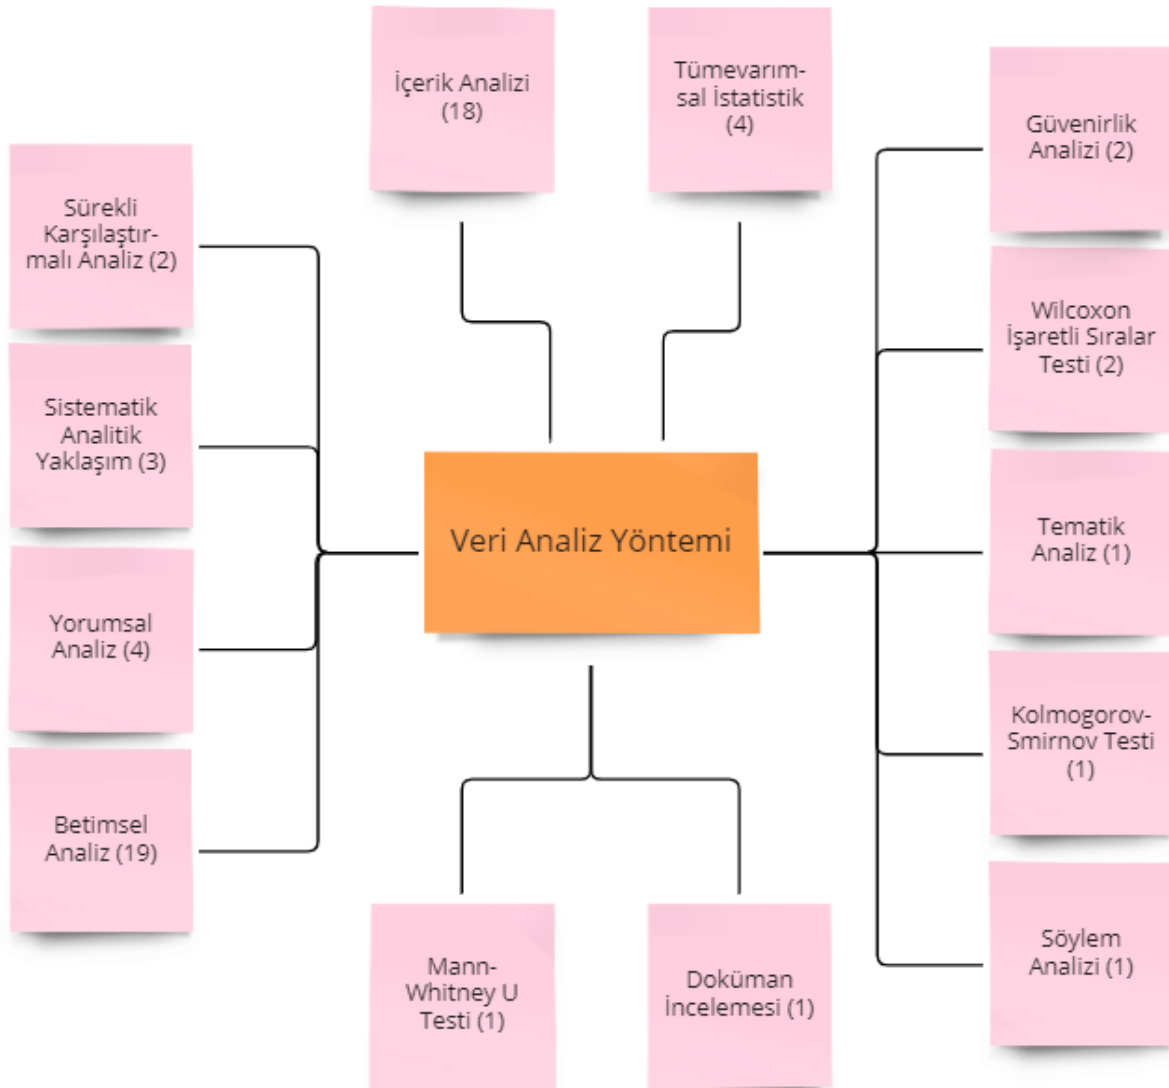 İçerik Analizi
(18)
Tümevarım-
sal İstatistik
(4)
Güvenirlik
Analizi (2)
Sürekli
Karşılaştır-
malı Analiz (2)
Wilcoxon
İşaretli Sıralar
Testi (2)
Sistematik
Analitik
Yaklaşım (3)
Veri Analiz Yöntemi
Tematik
Analiz (1)
Yorumsal
Analiz (4)
Kolmogorov-
Smirnov Testi
(1)
Betimsel
Analiz (19)
Söylem
Analizi (1)
Mann-
Whitney U
Testi (1)
Doküman
İncelemesi (1)